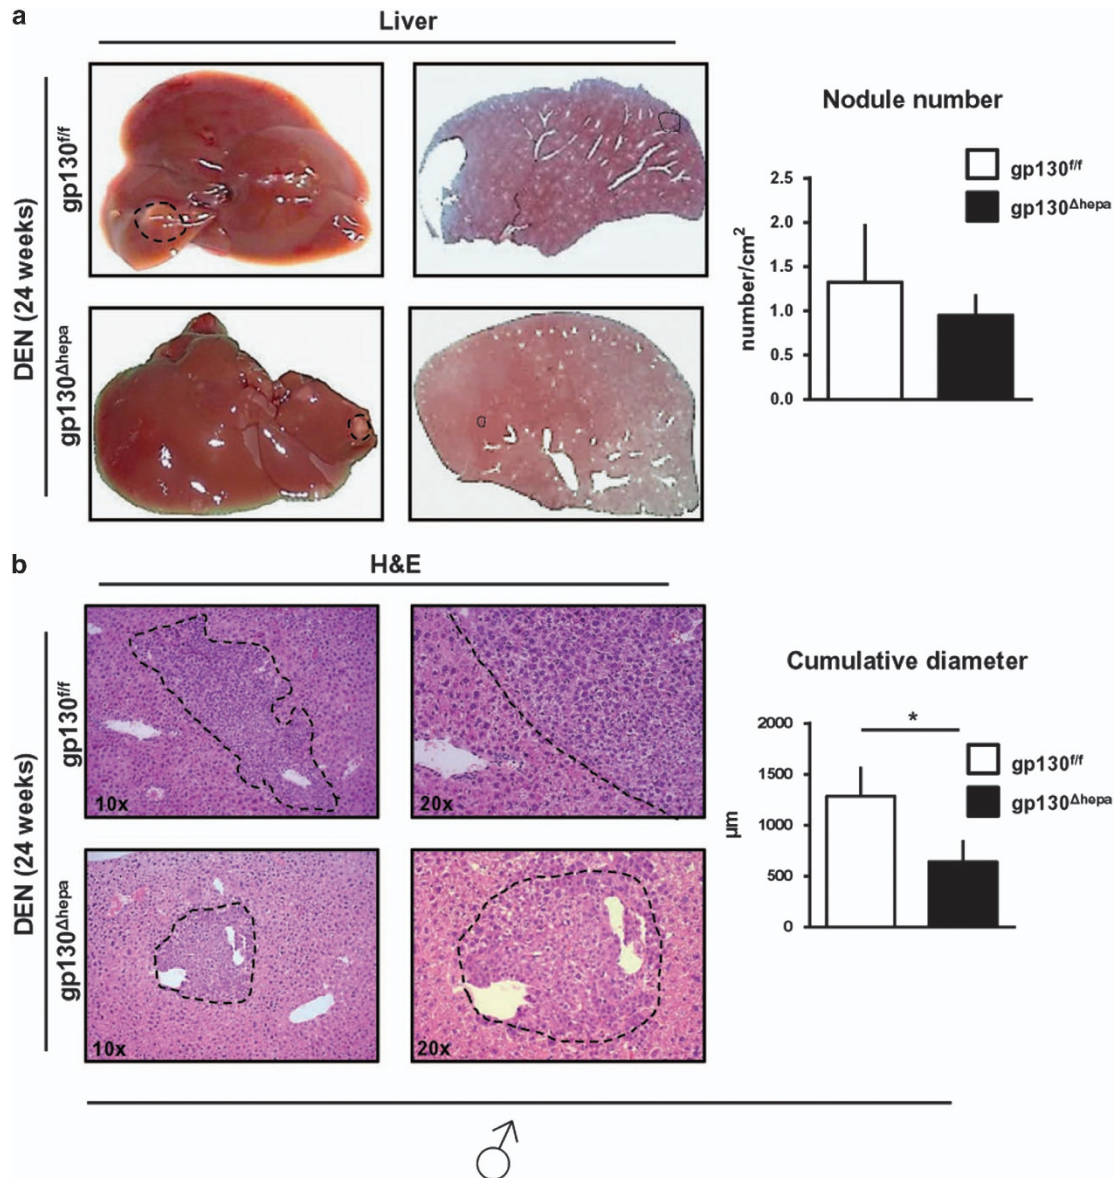 a
Liver
DEN (24 weeks)
gp130f/f
gp130Δhepa
Nodule number
gp130f/f
gp130Δhepa
number/cm2
2.5
2.0
1.5
1.0
0.5
0.0
b
H&E
DEN (24 weeks)
gp130f/f
10x
20x
gp130Δhepa
10x
20x
Cumulative diameter
*
gp130f/f
gp130Δhepa
µm
2000
1500
1000
500
0
♂